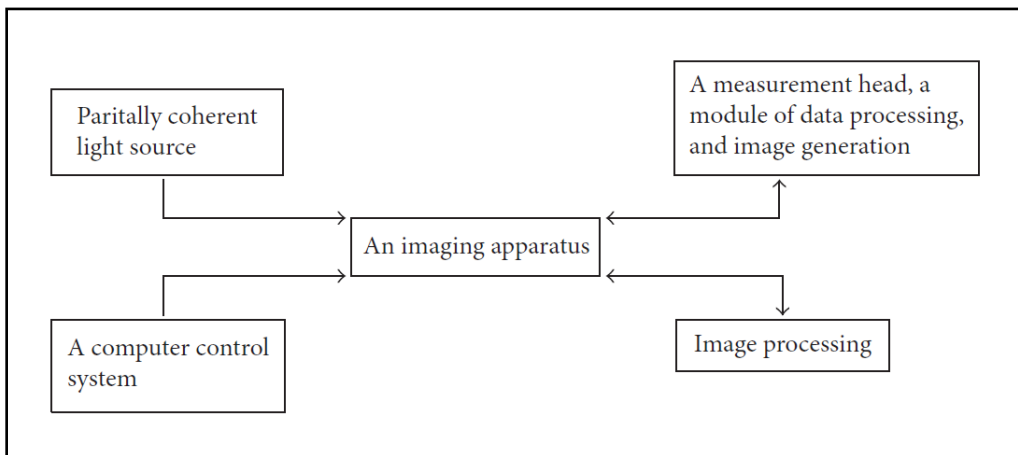 Paritally coherent
light source
A measurement head, a
module of data processing,
and image generation
An imaging apparatus
A computer control
system
Image processing